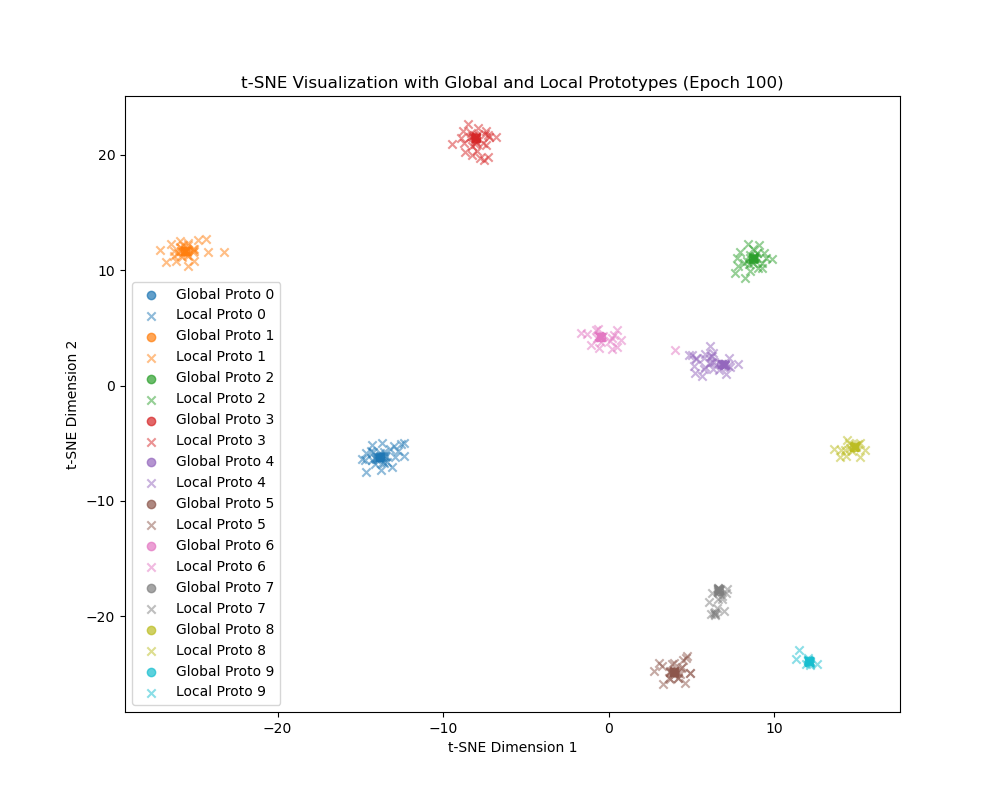 t-SNE Visualization with Global and Local Prototypes (Epoch 100)
t-SNE Dimension 2
20
10
0
−10
−20
Global Proto 0
Local Proto 0
Global Proto 1
Local Proto 1
Global Proto 2
Local Proto 2
Global Proto 3
Local Proto 3
Global Proto 4
Local Proto 4
Global Proto 5
Local Proto 5
Global Proto 6
Local Proto 6
Global Proto 7
Local Proto 7
Global Proto 8
Local Proto 8
Global Proto 9
Local Proto 9
−20 −10 0 10
t-SNE Dimension 1